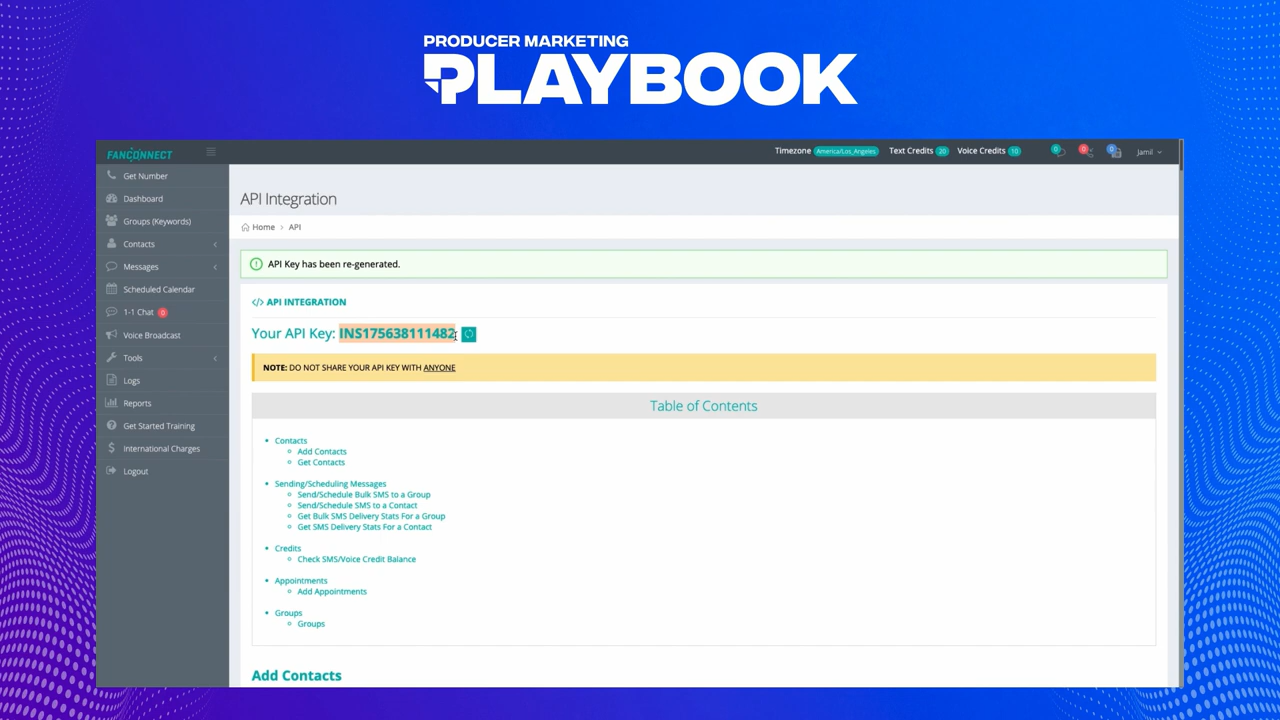 PRODUCER MARKETING
PLAYBOOK
FANCONNECT
Timezone America/Los_Angeles Text Credits 20 Voice Credits 10 0 0 0 Jamil
Get Number
Dashboard
Groups (Keywords)
Contacts
Messages
Scheduled Calendar
1-1 Chat 0
Voice Broadcast
Tools
Logs
Reports
Get Started Training
International Charges
Logout
API Integration
Home > API
API Key has been re-generated.
</> API INTEGRATION
Your API Key: INS175638111482
NOTE: DO NOT SHARE YOUR API KEY WITH ANYONE
Table of Contents
Contacts
Add Contacts
Get Contacts
Sending/Scheduling Messages
Send/Schedule Bulk SMS to a Group
Send/Schedule SMS to a Contact
Get Bulk SMS Delivery Stats For a Group
Get SMS Delivery Stats For a Contact
Credits
Check SMS/Voice Credit Balance
Appointments
Add Appointments
Groups
Groups
Add Contacts